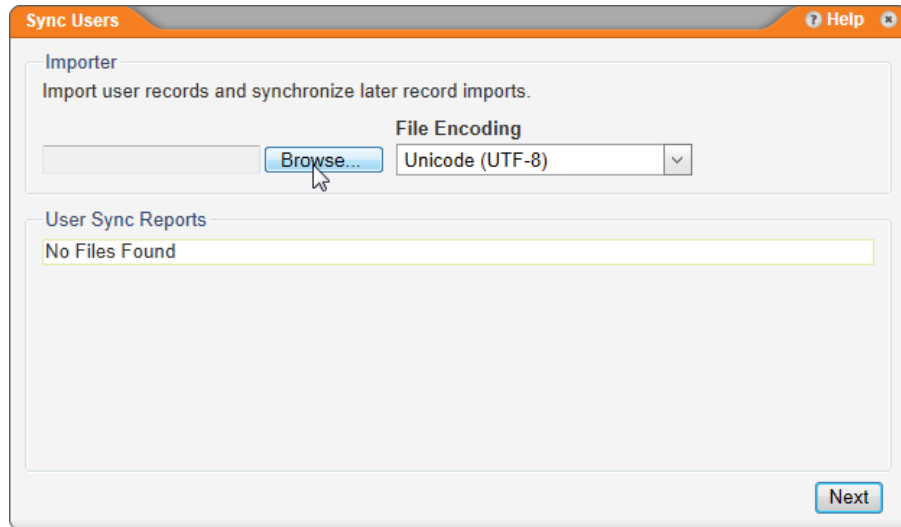 Sync Users
Help
Importer
Import user records and synchronize later record imports.
File Encoding
Browse...
Unicode (UTF-8)
User Sync Reports
No Files Found
Next